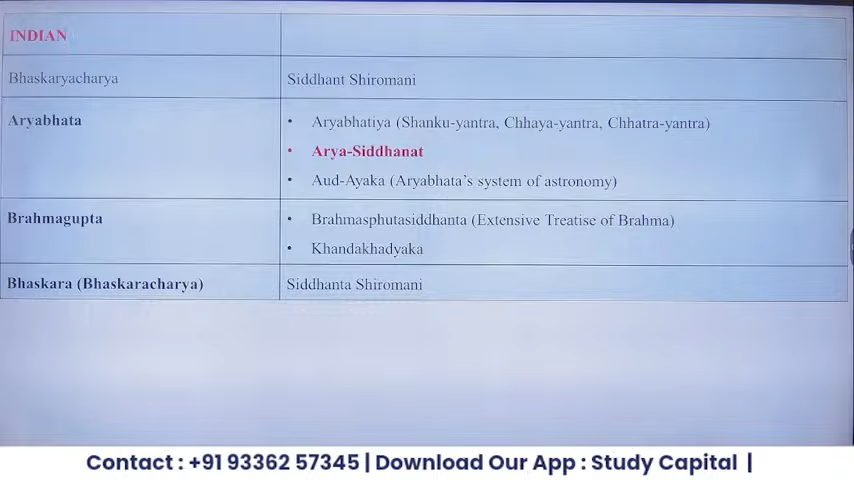 INDIAN
Bhaskaryacharya Siddhant Shiromani
Aryabhata • Aryabhatiya (Shanku-yantra, Chhaya-yantra, Chhatra-yantra)
• Arya-Siddhanat
• Aud-Ayaka (Aryabhata's system of astronomy)
Brahmagupta • Brahmasphutasiddhanta (Extensive Treatise of Brahma)
• Khandakhadyaka
Bhaskara (Bhaskaracharya) Siddhanta Shiromani
Contact : +91 93362 57345 | Download Our App : Study Capital |